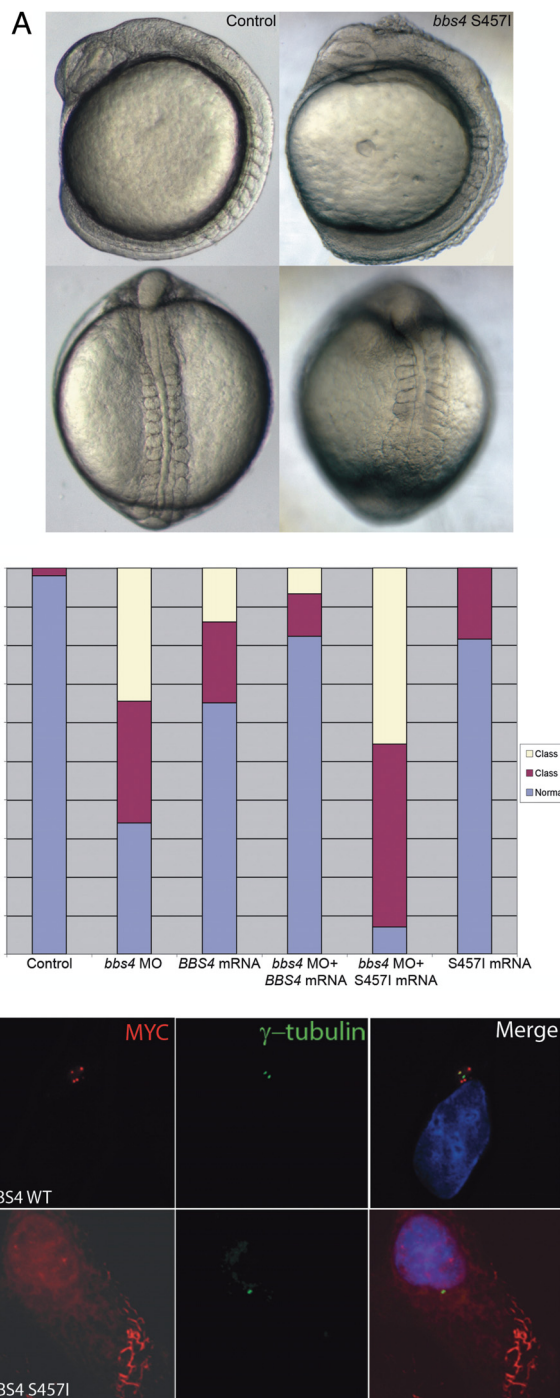 A
Control
bbs4 S457I
Class
Class
Norma
Control
bbs4 MO
BBS4 mRNA
bbs4 MO+
BBS4 mRNA
bbs4 MO+
S457I mRNA
S457I mRNA
MYC
γ–tubulin
Merge
BS4 WT
BS4 S457I